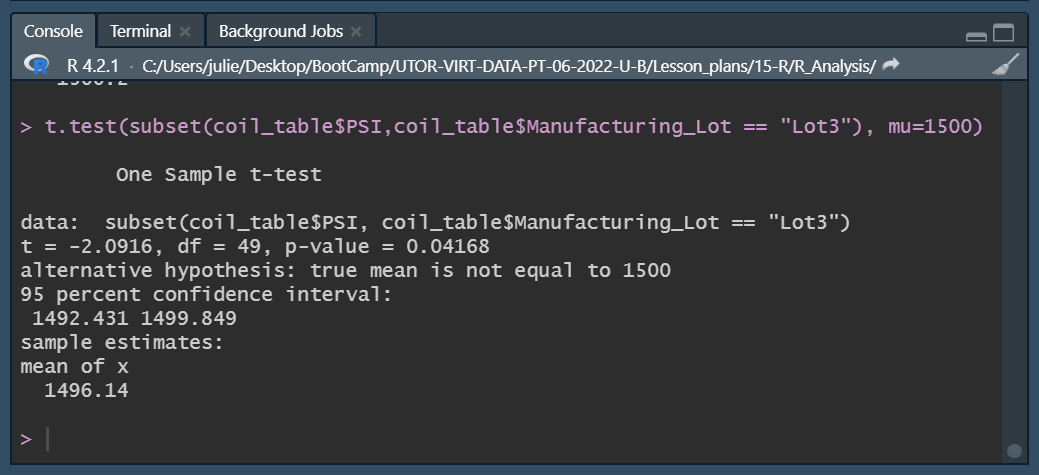 Console Terminal Background Jobs
R 4.2.1 · C:/Users/julie/Desktop/BootCamp/UTOR-VIRT-DATA-PT-06-2022-U-B/Lesson_plans/15-R/R_Analysis/
> t.test(subset(coil_table$PSI,coil_table$Manufacturing_Lot == "Lot3"), mu=1500)
One Sample t-test
data:  subset(coil_table$PSI, coil_table$Manufacturing_Lot == "Lot3")
t = -2.0916, df = 49, p-value = 0.04168
alternative hypothesis: true mean is not equal to 1500
95 percent confidence interval:
1492.431 1499.849
sample estimates:
mean of x
1496.14
>